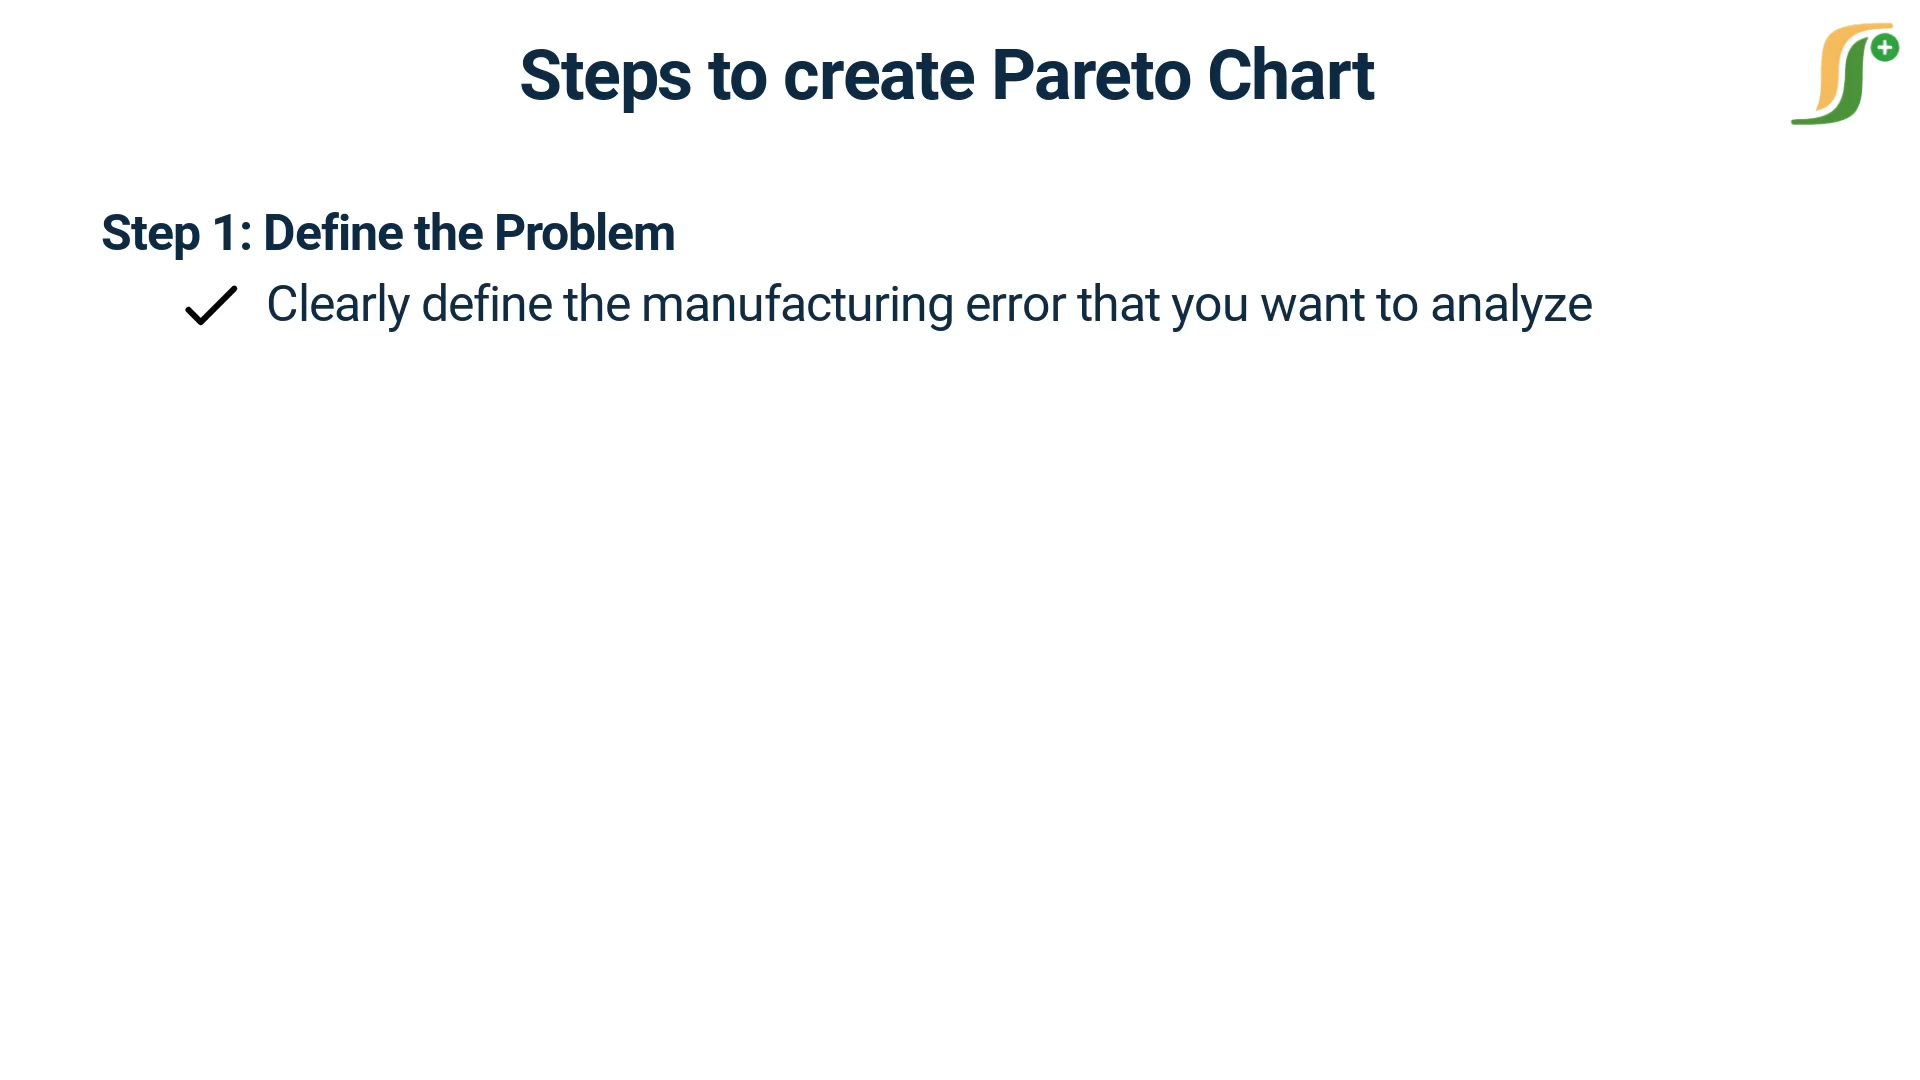 Steps to create Pareto Chart
Step 1: Define the Problem
Clearly define the manufacturing error that you want to analyze